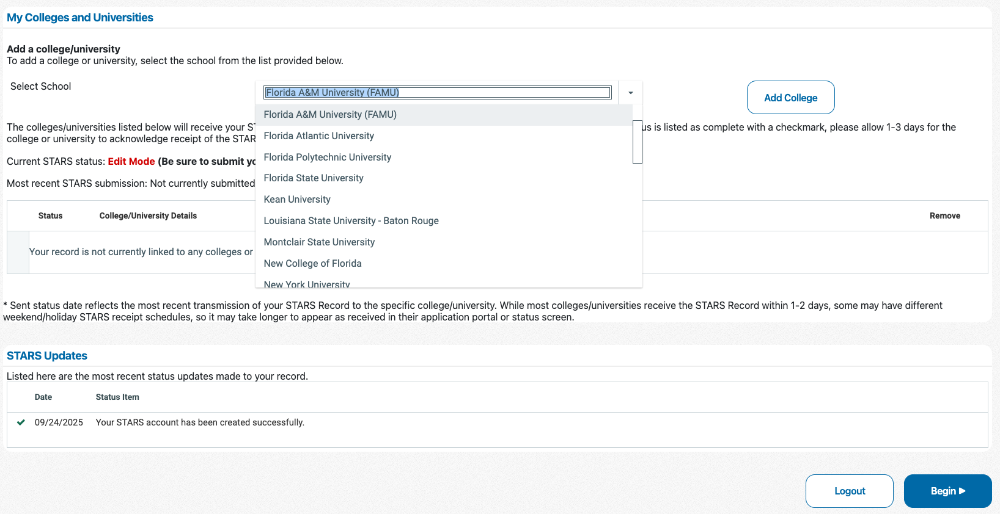 My Colleges and Universities
Add a college/university
To add a college or university, select the school from the list provided below.
Select School
Florida A&M University (FAMU)
Add College
Florida A&M University (FAMU)
Florida Atlantic University
Florida Polytechnic University
Florida State University
Kean University
Louisiana State University - Baton Rouge
Montclair State University
New College of Florida
New York University
The colleges/universities listed below will receive your is listed as complete with a checkmark, please allow 1-3 days for the
college or university to acknowledge receipt of the STAR
Current STARS status: Edit Mode (Be sure to submit
Most recent STARS submission: Not currently submitted
Status College/University Details Remove
Your record is not currently linked to any colleges or
* Sent status date reflects the most recent transmission of your STARS Record to the specific college/university. While most colleges/universities receive the STARS Record within 1-2 days, some may have different
weekend/holiday STARS receipt schedules, so it may take longer to appear as received in their application portal or status screen.
STARS Updates
Listed here are the most recent status updates made to your record.
Date Status Item
09/24/2025 Your STARS account has been created successfully.
Logout
Begin